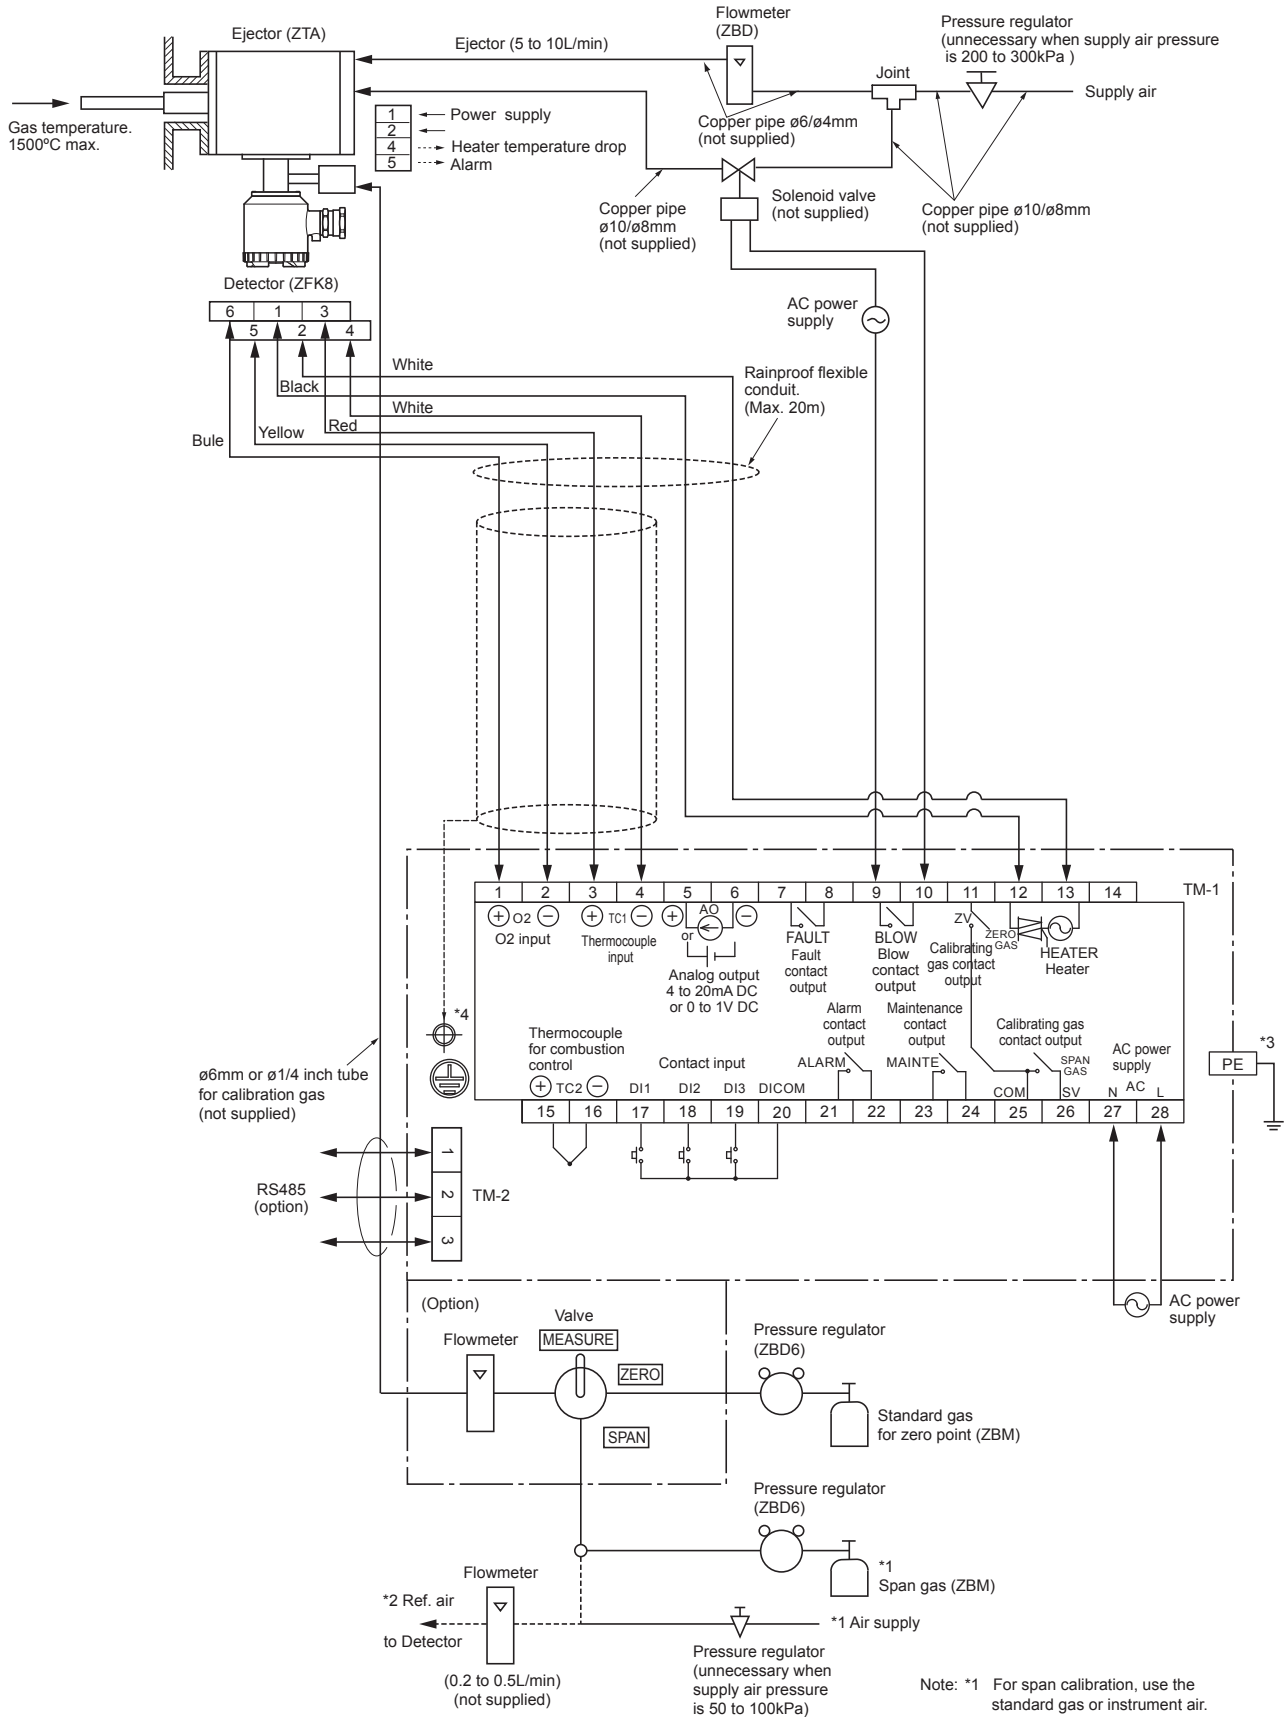 Ejector (ZTA)
Ejector (5 to 10L/min)
Flowmeter
(ZBD)
Pressure regulator
(unnecessary when supply air pressure
is 200 to 300kPa )
Joint
Supply air
Gas temperature.
1500ºC max.
1
2
4
5
Power supply
Heater temperature drop
Alarm
Copper pipe ø6/ø4mm
(not supplied)
Copper pipe
ø10/ø8mm
(not supplied)
Solenoid valve
(not supplied)
Copper pipe ø10/ø8mm
(not supplied)
Detector (ZFK8)
6 1 3
5 2 4
AC power
supply
White
Black
White
Red
Yellow
Bule
Rainproof flexible
conduit.
(Max. 20m)
1 2 3 4 5 6 7 8 9 10 11 12 13 14
TM-1
+ O2 −
O2 input
+ TC1 −
Thermocouple
input
+ AO −
or
Analog output
4 to 20mA DC
or 0 to 1V DC
FAULT
Fault
contact
output
BLOW
Blow
contact
output
ZV
ZERO
GAS
Calibrating
gas contact
output
HEATER
Heater
*4
Thermocouple
for combustion
control
+ TC2 −
Contact input
DI1 DI2 DI3 DICOM
Alarm
contact
output
ALARM
Maintenance
contact
output
MAINTE
Calibrating gas
contact output
SPAN
GAS
COM
SV
AC power
supply
N AC L
*3
PE
15 16 17 18 19 20 21 22 23 24 25 26 27 28
ø6mm or ø1/4 inch tube
for calibration gas
(not supplied)
1
2
3
TM-2
RS485
(option)
AC power
supply
(Option)
Flowmeter
Valve
MEASURE
ZERO
SPAN
Pressure regulator
(ZBD6)
Standard gas
for zero point (ZBM)
Pressure regulator
(ZBD6)
*1
Span gas (ZBM)
Flowmeter
*2 Ref. air
to Detector
(0.2 to 0.5L/min)
(not supplied)
*1 Air supply
Pressure regulator
(unnecessary when
supply air pressure
is 50 to 100kPa)
Note: *1 For span calibration, use the
standard gas or instrument air.